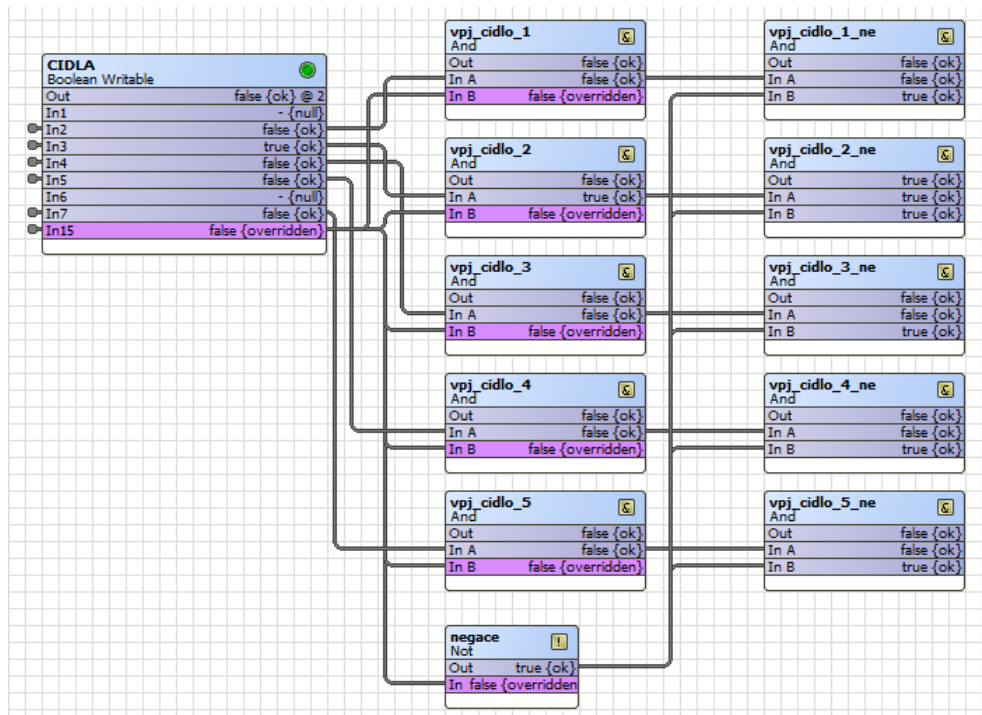 CIDLA
Boolean Writable
Out false {ok} @ 2
In1 - {null}
In2 false {ok}
In3 true {ok}
In4 false {ok}
In5 false {ok}
In6 - {null}
In7 false {ok}
In15 false {overridden}
vpj_cidlo_1 &
And
Out false {ok}
In A false {ok}
In B false {overridden}
vpj_cidlo_2 &
And
Out false {ok}
In A true {ok}
In B false {overridden}
vpj_cidlo_3 &
And
Out false {ok}
In A false {ok}
In B false {overridden}
vpj_cidlo_4 &
And
Out false {ok}
In A false {ok}
In B false {overridden}
vpj_cidlo_5 &
And
Out false {ok}
In A false {ok}
In B false {overridden}
negace !
Not
Out true {ok}
In false {overridden
vpj_cidlo_1_ne &
And
Out false {ok}
In A false {ok}
In B true {ok}
vpj_cidlo_2_ne &
And
Out true {ok}
In A true {ok}
In B true {ok}
vpj_cidlo_3_ne &
And
Out false {ok}
In A false {ok}
In B true {ok}
vpj_cidlo_4_ne &
And
Out false {ok}
In A false {ok}
In B true {ok}
vpj_cidlo_5_ne &
And
Out false {ok}
In A false {ok}
In B true {ok}